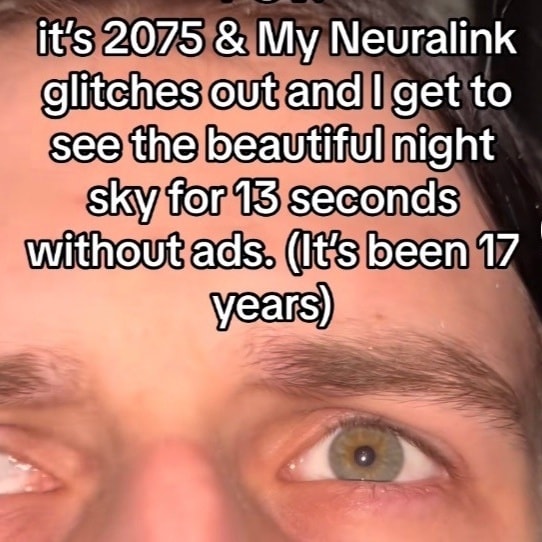 it's 2075 & My Neuralink
glitches out and I get to
see the beautiful night
sky for 13 seconds
without ads. (It's been 17
years)